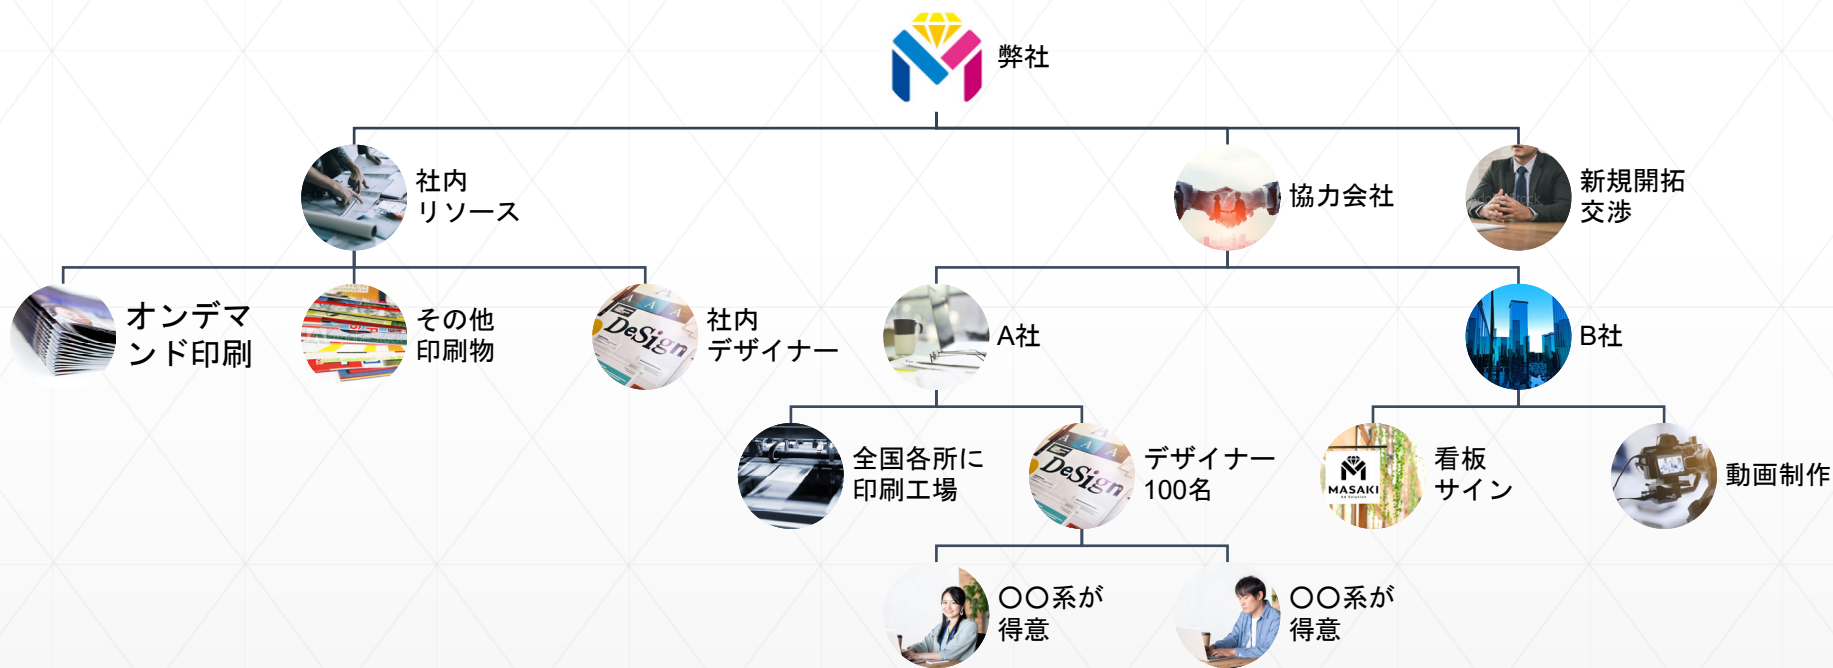 弊社
社内
リソース
協力会社
新規開拓
交渉
オンデマ
ンド印刷
その他
印刷物
DeSign
社内
デザイナー
A社
B社
全国各所に
印刷工場
DeSign
デザイナー
100名
MASAKI
看板
サイン
動画制作
〇〇系が
得意
〇〇系が
得意